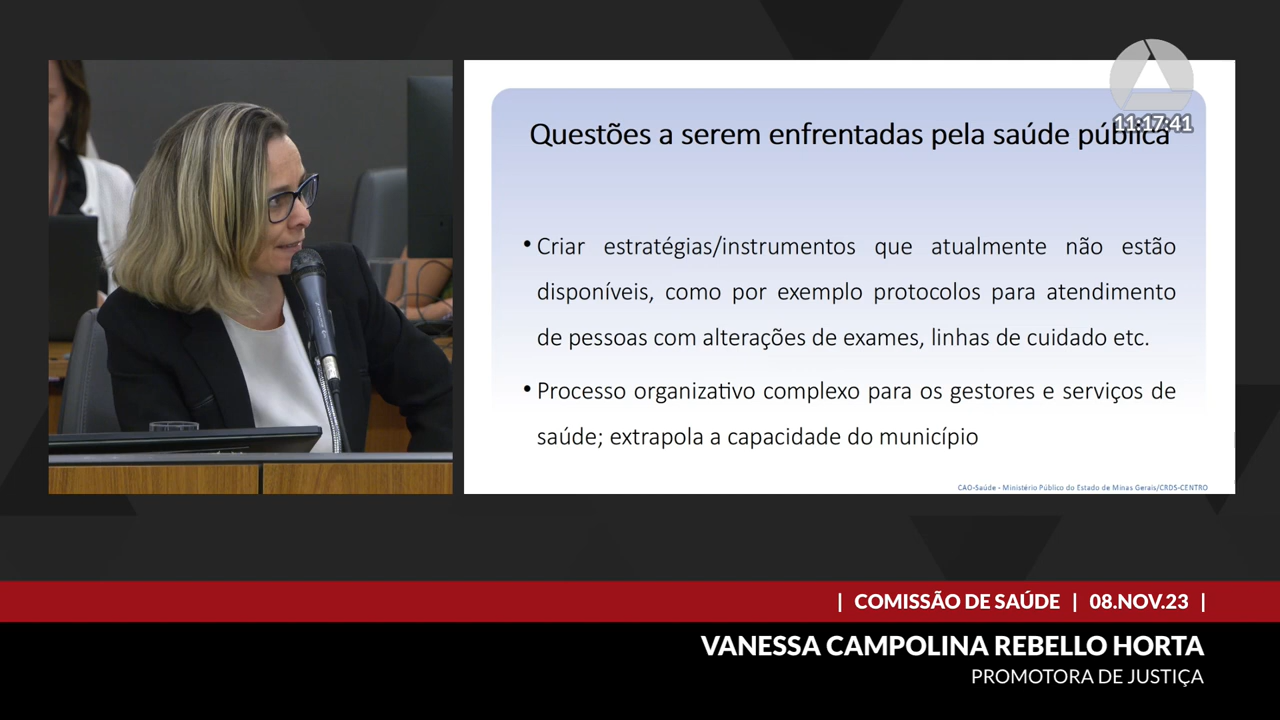 11:17:41
Questões a serem enfrentadas pela saúde pública
• Criar estratégias/instrumentos que atualmente não estão
disponíveis, como por exemplo protocolos para atendimento
de pessoas com alterações de exames, linhas de cuidado etc.
• Processo organizativo complexo para os gestores e serviços de
saúde; extrapola a capacidade do município
CAO-Saúde - Ministério Público do Estado de Minas Gerais/CRDS-CENTRO
| COMISSÃO DE SAÚDE | 08.NOV.23 |
VANESSA CAMPOLINA REBELLO HORTA
PROMOTORA DE JUSTIÇA